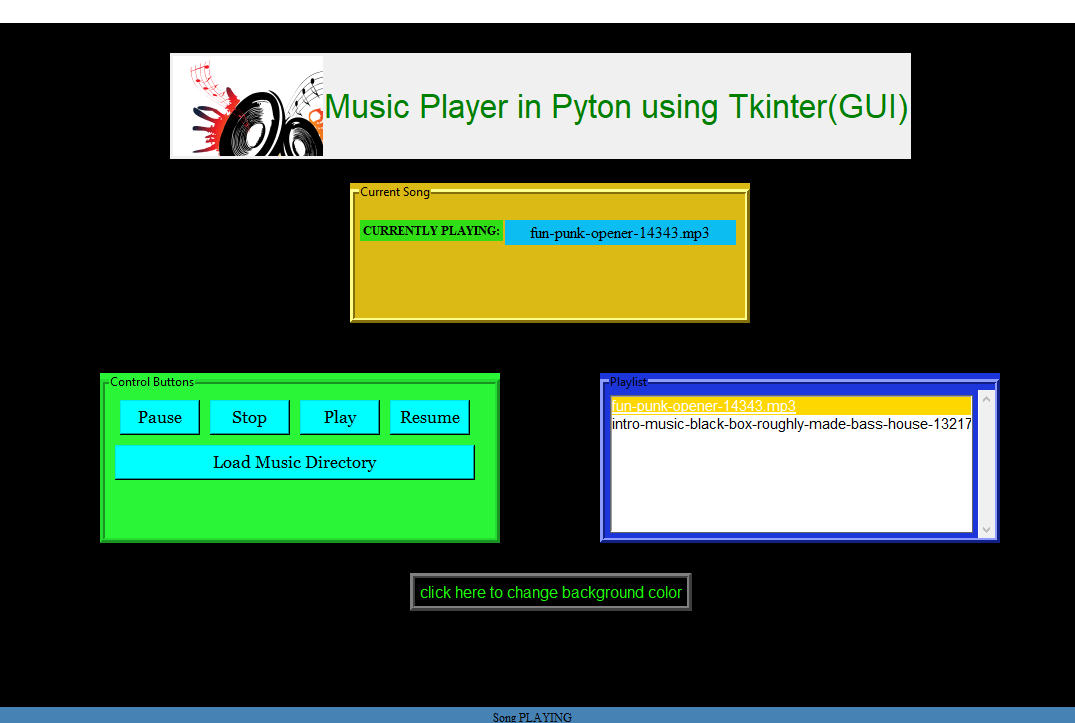 Music Player in Pyton using Tkinter(GUI)
Current Song
CURRENTLY PLAYING: fun-punk-opener-14343.mp3
Control Buttons
Pause Stop Play Resume
Load Music Directory
Playlist
fun-punk-opener-14343.mp3
intro-music-black-box-roughly-made-bass-house-13217
click here to change background color
Song PLAYING